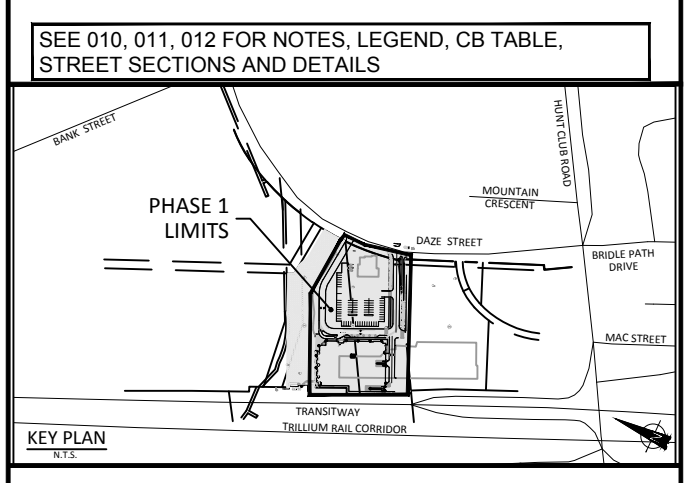 SEE 010, 011, 012 FOR NOTES, LEGEND, CB TABLE,
STREET SECTIONS AND DETAILS
BANK STREET
HUNT CLUB ROAD
MOUNTAIN
CRESCENT
PHASE 1
LIMITS
DAZE STREET
BRIDLE PATH
DRIVE
MAC STREET
TRANSITWAY
TRILLIUM RAIL CORRIDOR
KEY PLAN
N.T.S.